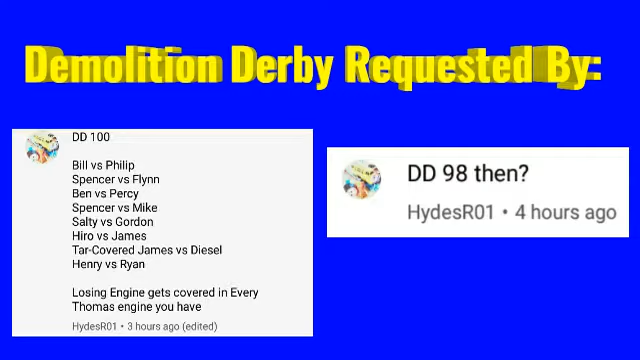 Demolition Derby Requested By:
DD 100
Bill vs Philip
Spencer vs Flynn
Ben vs Percy
Spencer vs Mike
Salty vs Gordon
Hiro vs James
Tar-Covered James vs Diesel
Henry vs Ryan
Losing Engine gets covered in Every
Thomas engine you have
HydesR01 • 3 hours ago (edited)
DD 98 then?
HydesR01 • 4 hours ago